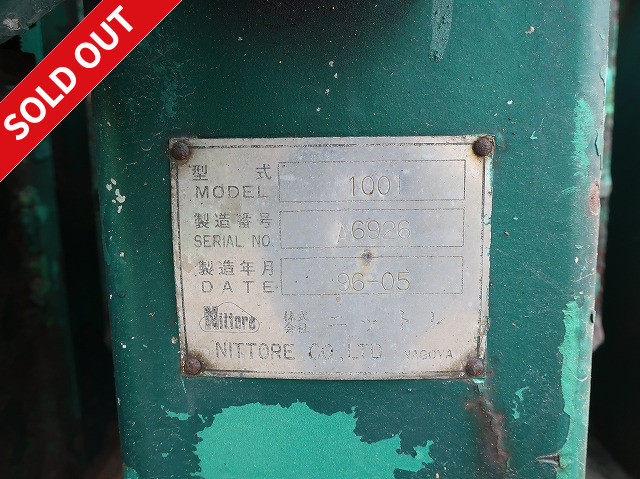 SOLD OUT
型式 1001
MODEL
製造番号 A6926
SERIAL NO
製造年月 96-05
DATE
Nittore 株式会社 ニットレ
NITTORE CO.,LTD NAGOYA